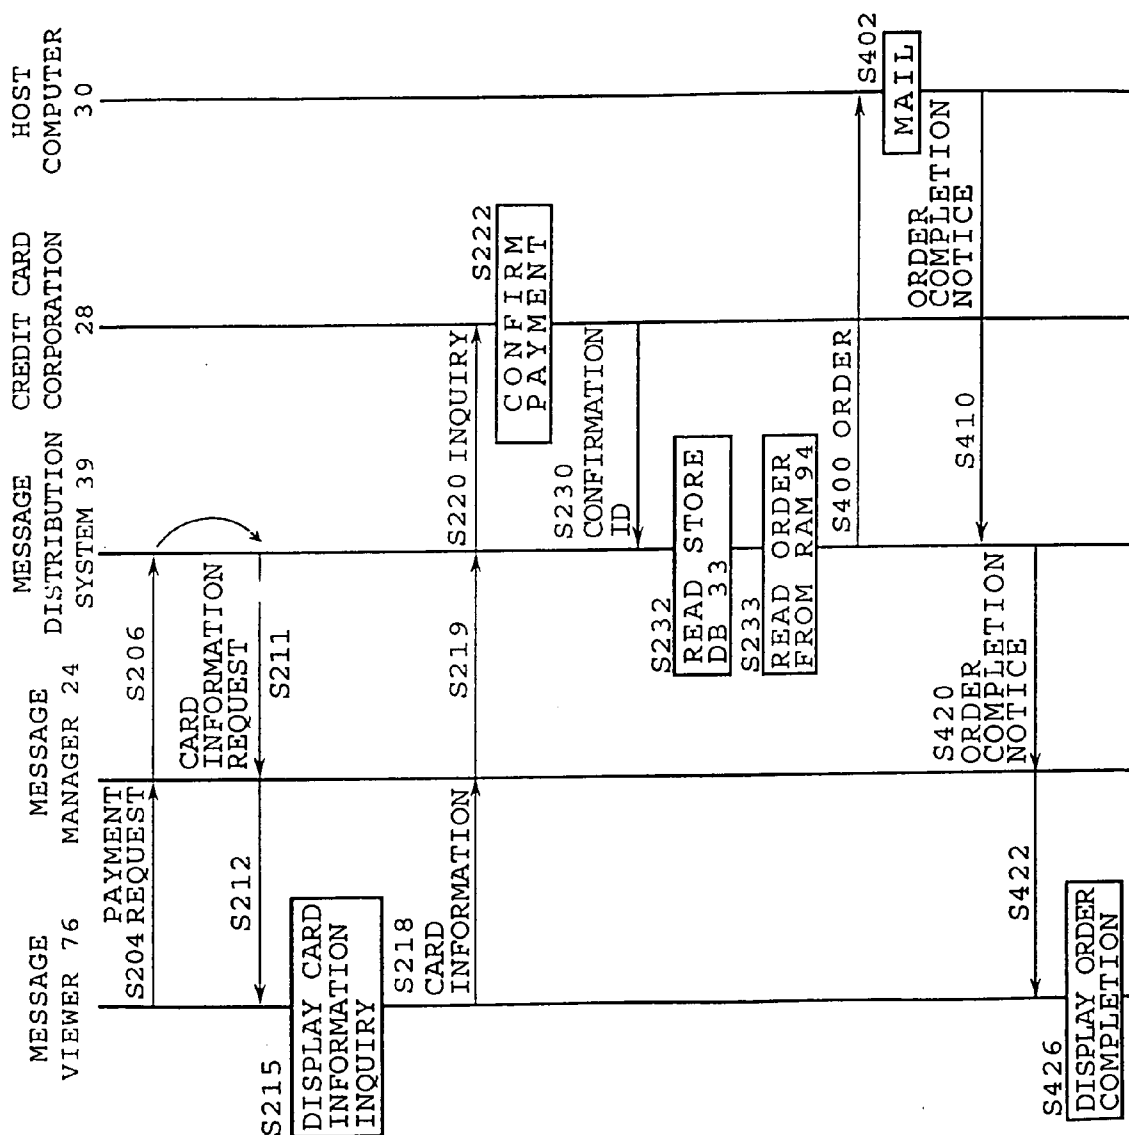 MESSAGE
VIEWER 76
MESSAGE
MANAGER 24
MESSAGE
DISTRIBUTION
SYSTEM 39
CREDIT CARD
CORPORATION
28
HOST
COMPUTER
30
PAYMENT
S204 REQUEST
S206
CARD
INFORMATION
REQUEST
S211
S212
S215
DISPLAY CARD
INFORMATION
INQUIRY
S218
CARD
INFORMATION
S219
S220 INQUIRY
S222
CONFIRM
PAYMENT
S230
CONFIRMATION
ID
S232
READ STORE
DB 33
S233
READ ORDER
FROM RAM 94
S400 ORDER
S402
MAIL
ORDER
COMPLETION
NOTICE
S410
S420
ORDER
COMPLETION
NOTICE
S422
S426
DISPLAY ORDER
COMPLETION